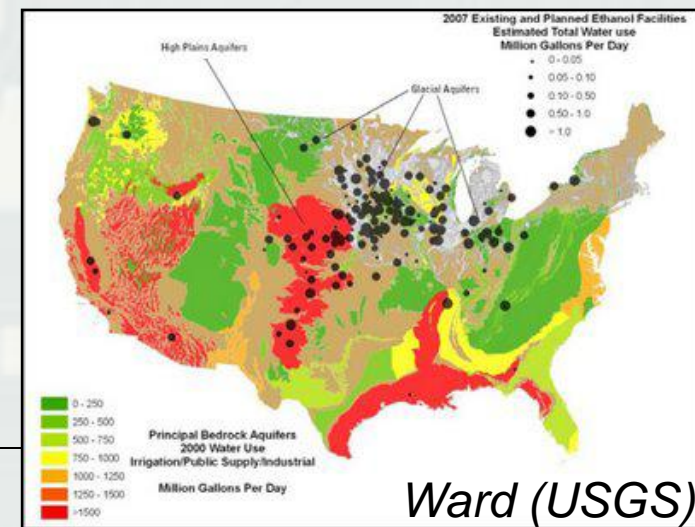 2007 Existing and Planned Ethanol Facilities
Estimated Total Water use
Million Gallons Per Day
0 - 0.05
0.05 - 0.10
0.10 - 0.50
0.50 - 1.0
> 1.0
High Plains Aquifers
Glacial Aquifers
0 - 250
250 - 500
500 - 750
750 - 1000
1000 - 1250
1250 - 1500
>1500
Principal Bedrock Aquifers
2000 Water Use
Irrigation/Public Supply/Industrial
Million Gallons Per Day
Ward (USGS)